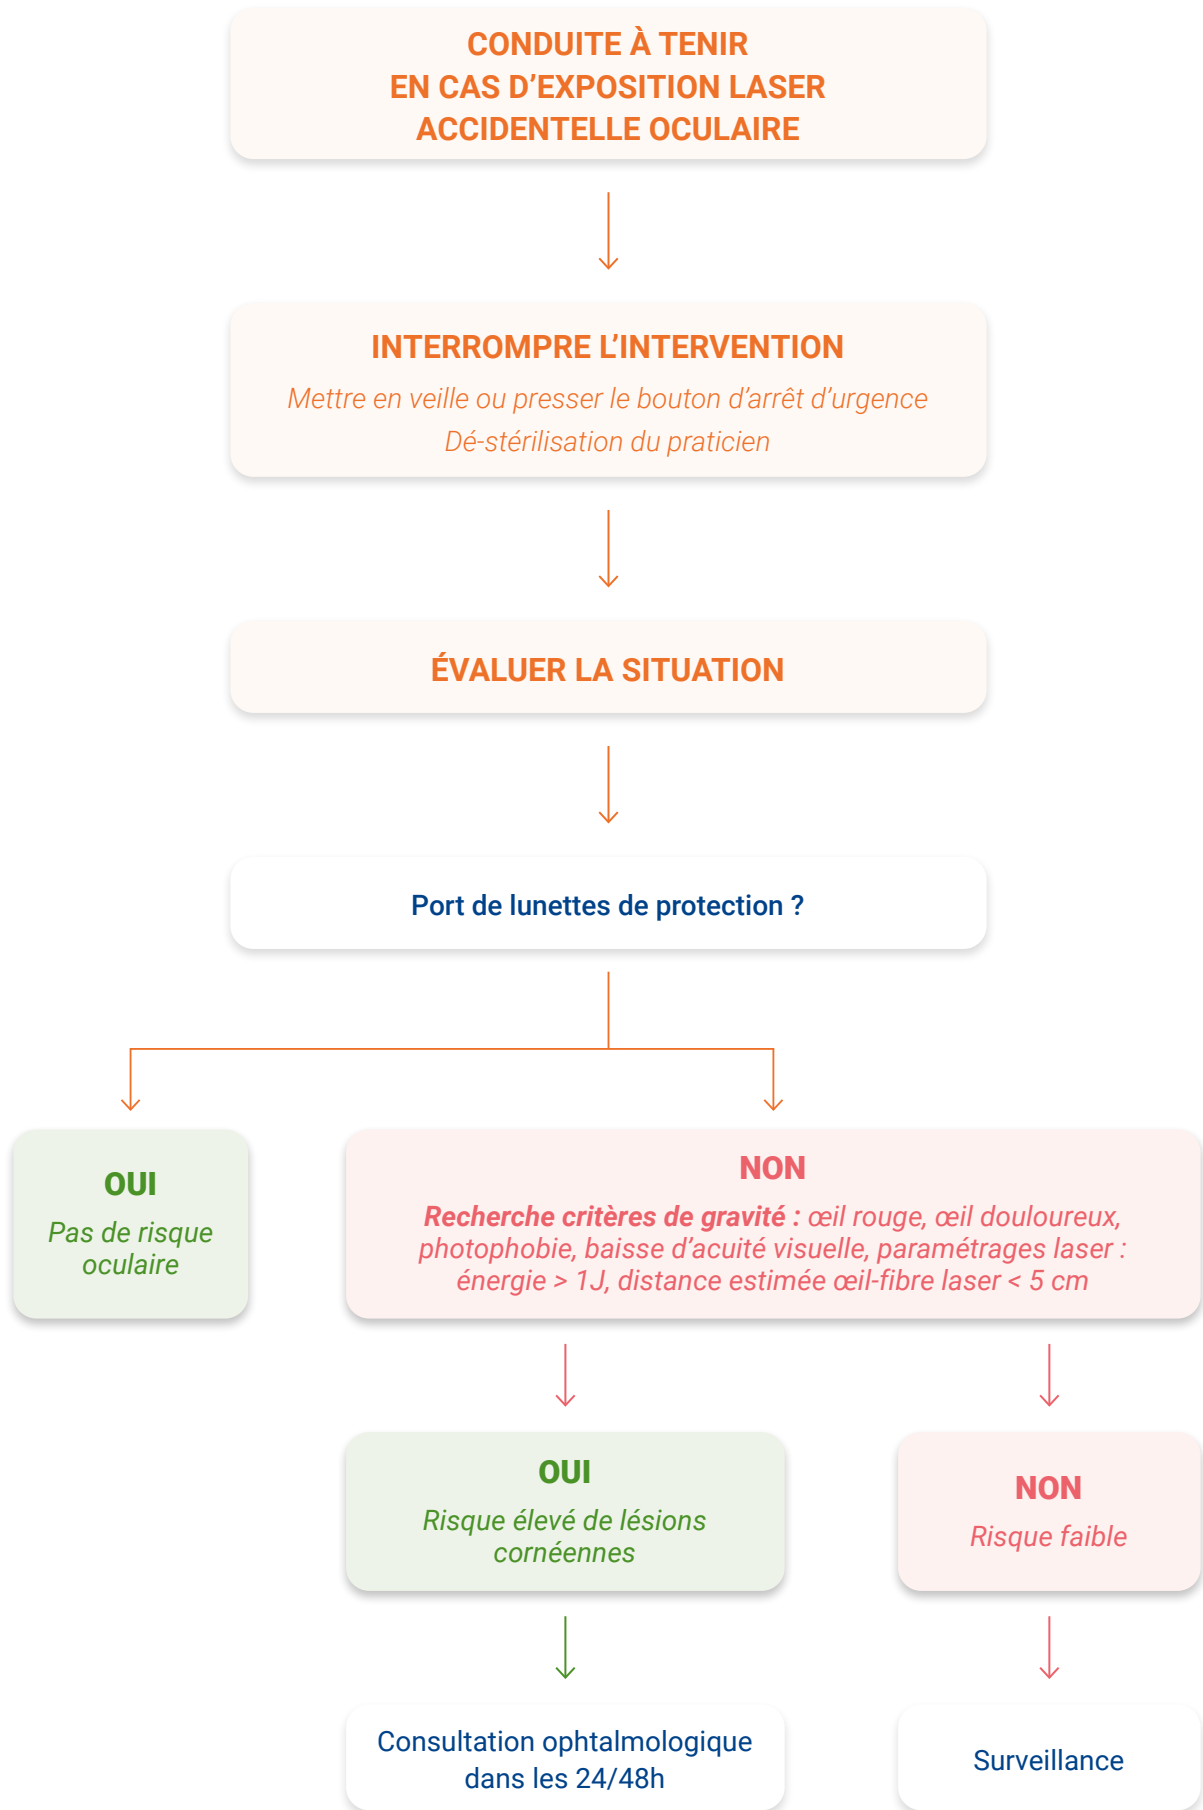 CONDUITE À TENIR
EN CAS D’EXPOSITION LASER
ACCIDENTELLE OCULAIRE
INTERROMPRE L’INTERVENTION
Mettre en veille ou presser le bouton d’arrêt d’urgence
Dé-stérilisation du praticien
ÉVALUER LA SITUATION
Port de lunettes de protection ?
OUI
Pas de risque
oculaire
NON
Recherche critères de gravité : œil rouge, œil douloureux,
photophobie, baisse d’acuité visuelle, paramétrages laser :
énergie > 1J, distance estimée œil-fibre laser < 5 cm
OUI
Risque élevé de lésions
cornéennes
NON
Risque faible
Consultation ophtalmologique
dans les 24/48h
Surveillance